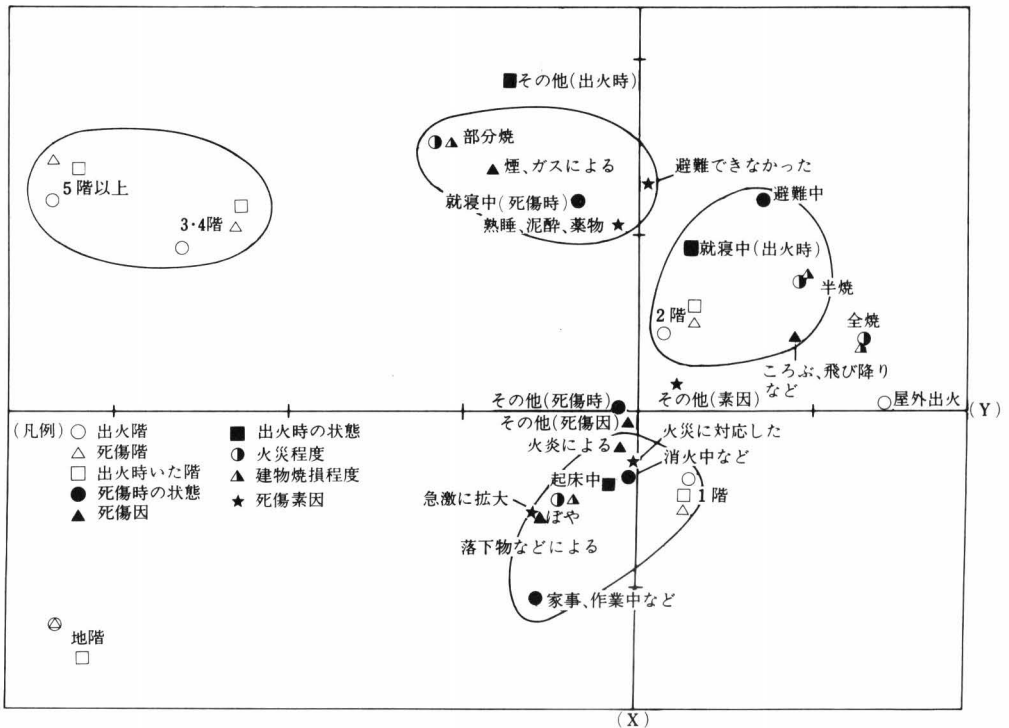 その他(出火時)
部分焼
煙、ガスによる
避難できなかった
就寝中(死傷時)
避難中
熟睡、泥酔、薬物
5階以上
3・4階
就寝中(出火時)
半焼
2階
全焼
ころぶ、飛び降り
など
その他(死傷時)
その他(素因)
屋外出火
(Y)
その他(死傷因)
火災に対応した
火炎による
消火中など
起床中
急激に拡大
1階
ぼや
落下物などによる
家事、作業中など
地階
(X)
(凡例)
○ 出火階
△ 死傷階
□ 出火時いた階
● 死傷時の状態
▲ 死傷因
■ 出火時の状態
◑ 火災程度
◮ 建物焼損程度
★ 死傷素因